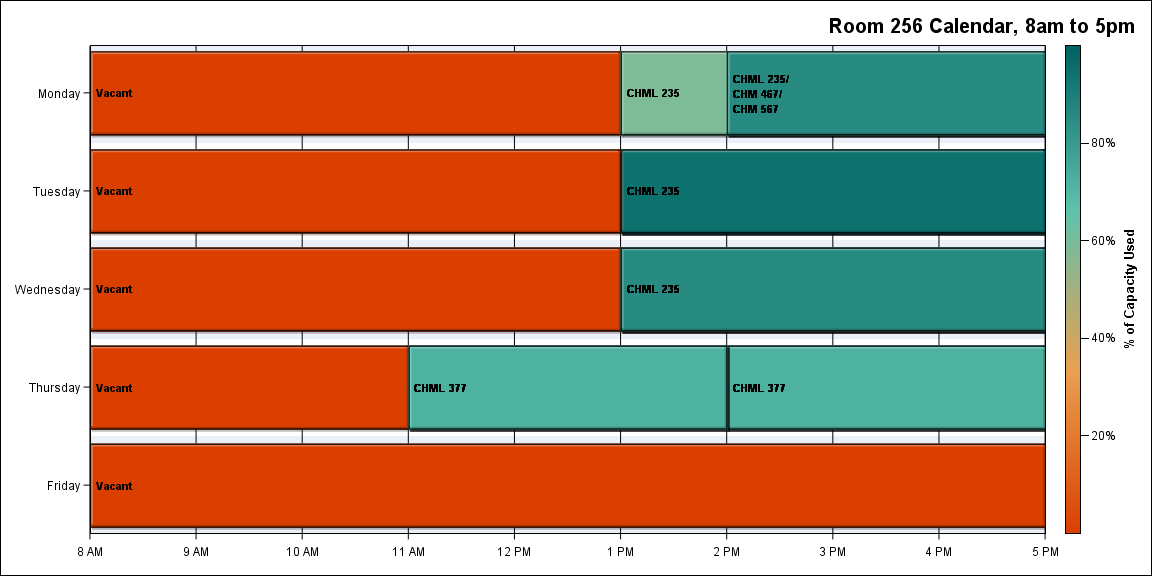 Room 256 Calendar, 8am to 5pm
Monday
Vacant
CHML 235
CHML 235/
CHM 467/
CHM 567
Tuesday
Vacant
CHML 235
Wednesday
Vacant
CHML 235
Thursday
Vacant
CHML 377
CHML 377
Friday
Vacant
8 AM 9 AM 10 AM 11 AM 12 PM 1 PM 2 PM 3 PM 4 PM 5 PM
80%
60%
40%
20%
% of Capacity Used